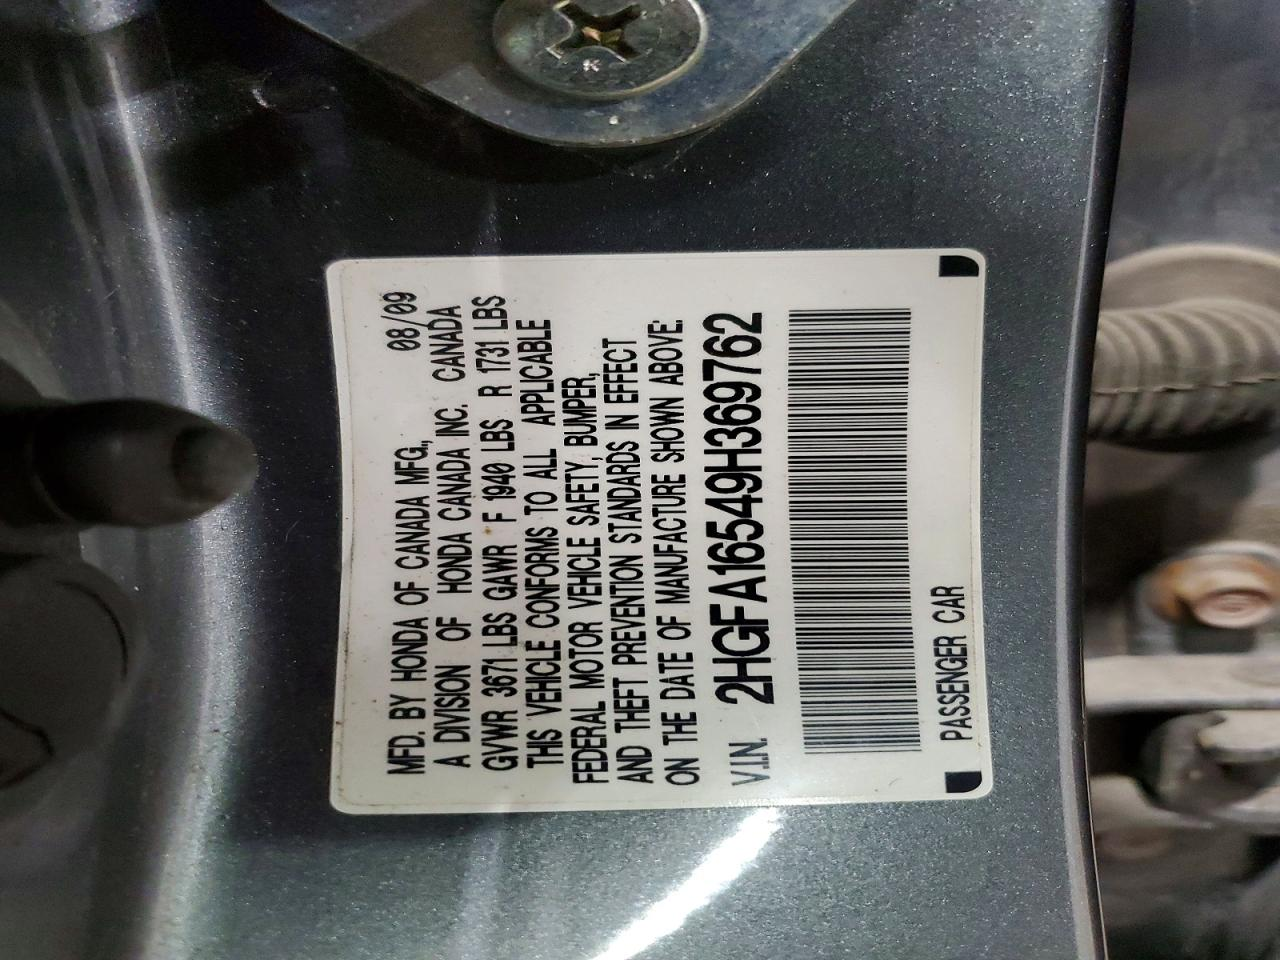 MFD. BY HONDA OF CANADA MFG., 08/09
A DIVISION OF HONDA CANADA INC. CANADA
GVWR 3671 LBS GAWR F 1940 LBS R 1731 LBS
THIS VEHICLE CONFORMS TO ALL APPLICABLE
FEDERAL MOTOR VEHICLE SAFETY, BUMPER,
AND THEFT PREVENTION STANDARDS IN EFFECT
ON THE DATE OF MANUFACTURE SHOWN ABOVE.
V.I.N. 2HGFA16549H369762
PASSENGER CAR